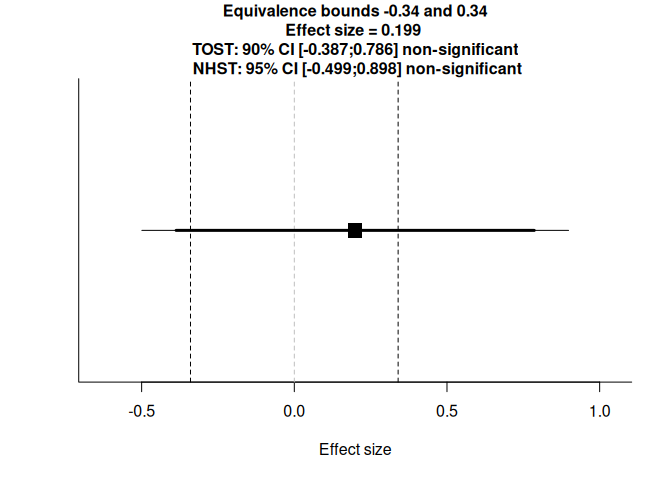 Equivalence bounds -0.34 and 0.34
Effect size = 0.199
TOST: 90% CI [-0.387;0.786] non-significant
NHST: 95% CI [-0.499;0.898] non-significant
-0.5 0.0 0.5 1.0
Effect size